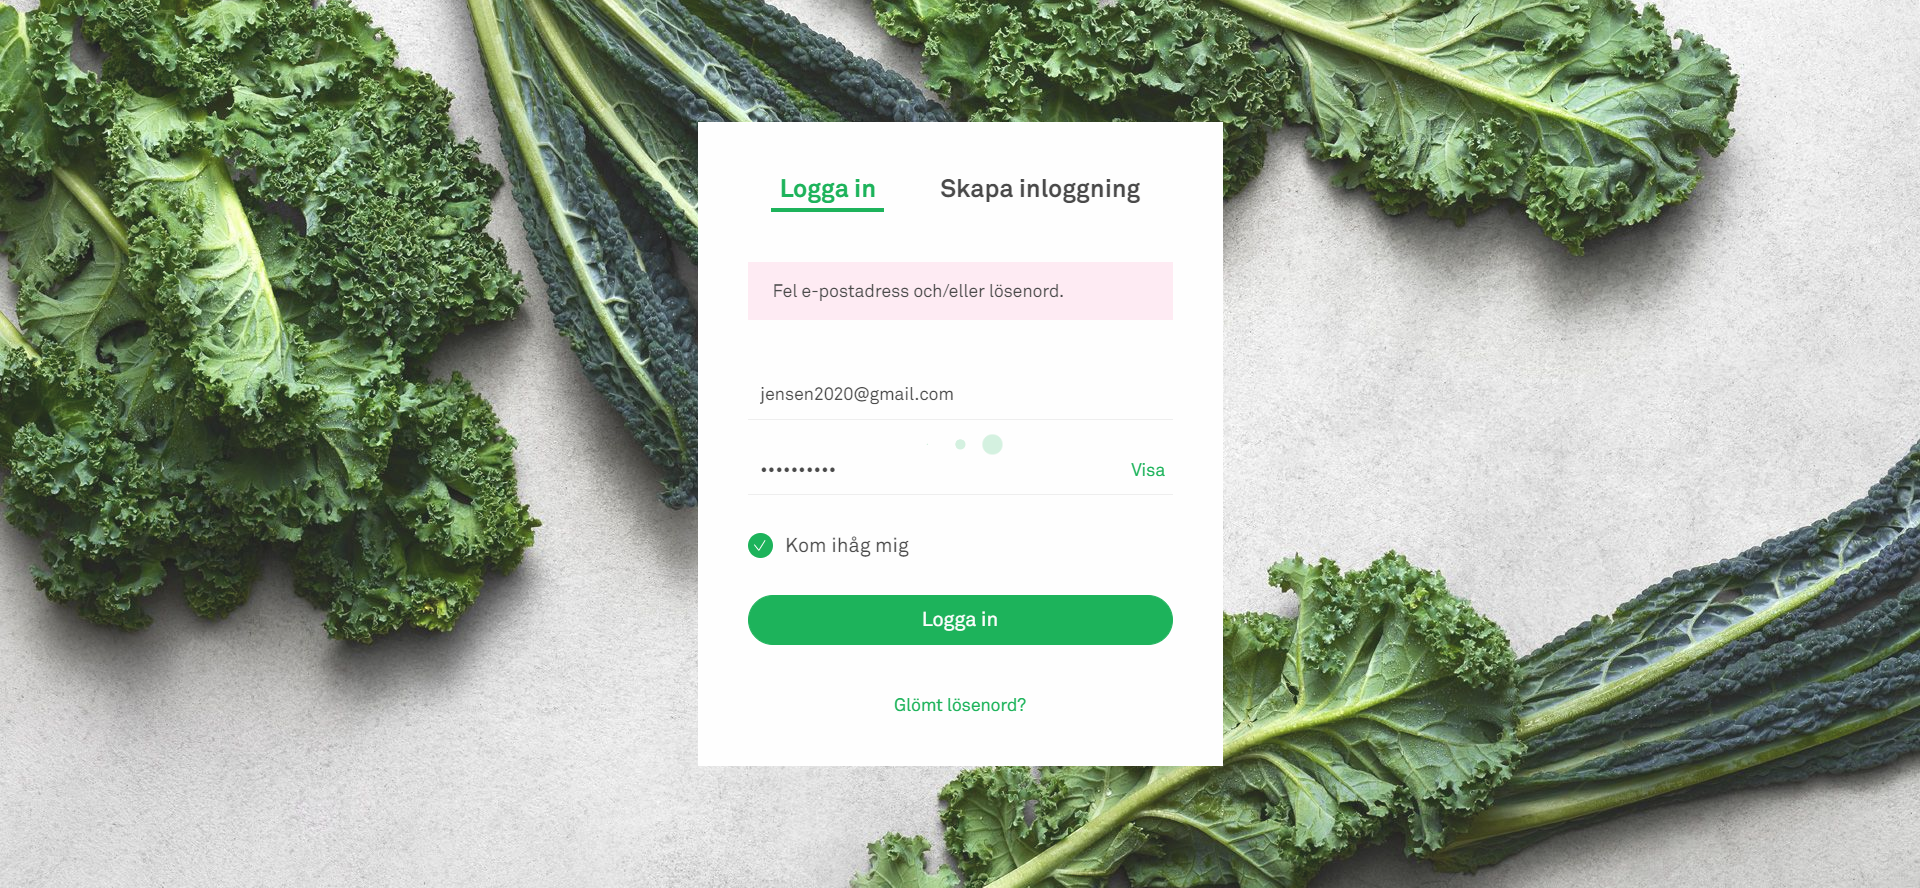 Logga in
Skapa inloggning
Fel e-postadress och/eller lösenord.
jensen2020@gmail.com
••••••••••
Visa
Kom ihåg mig
Logga in
Glömt lösenord?